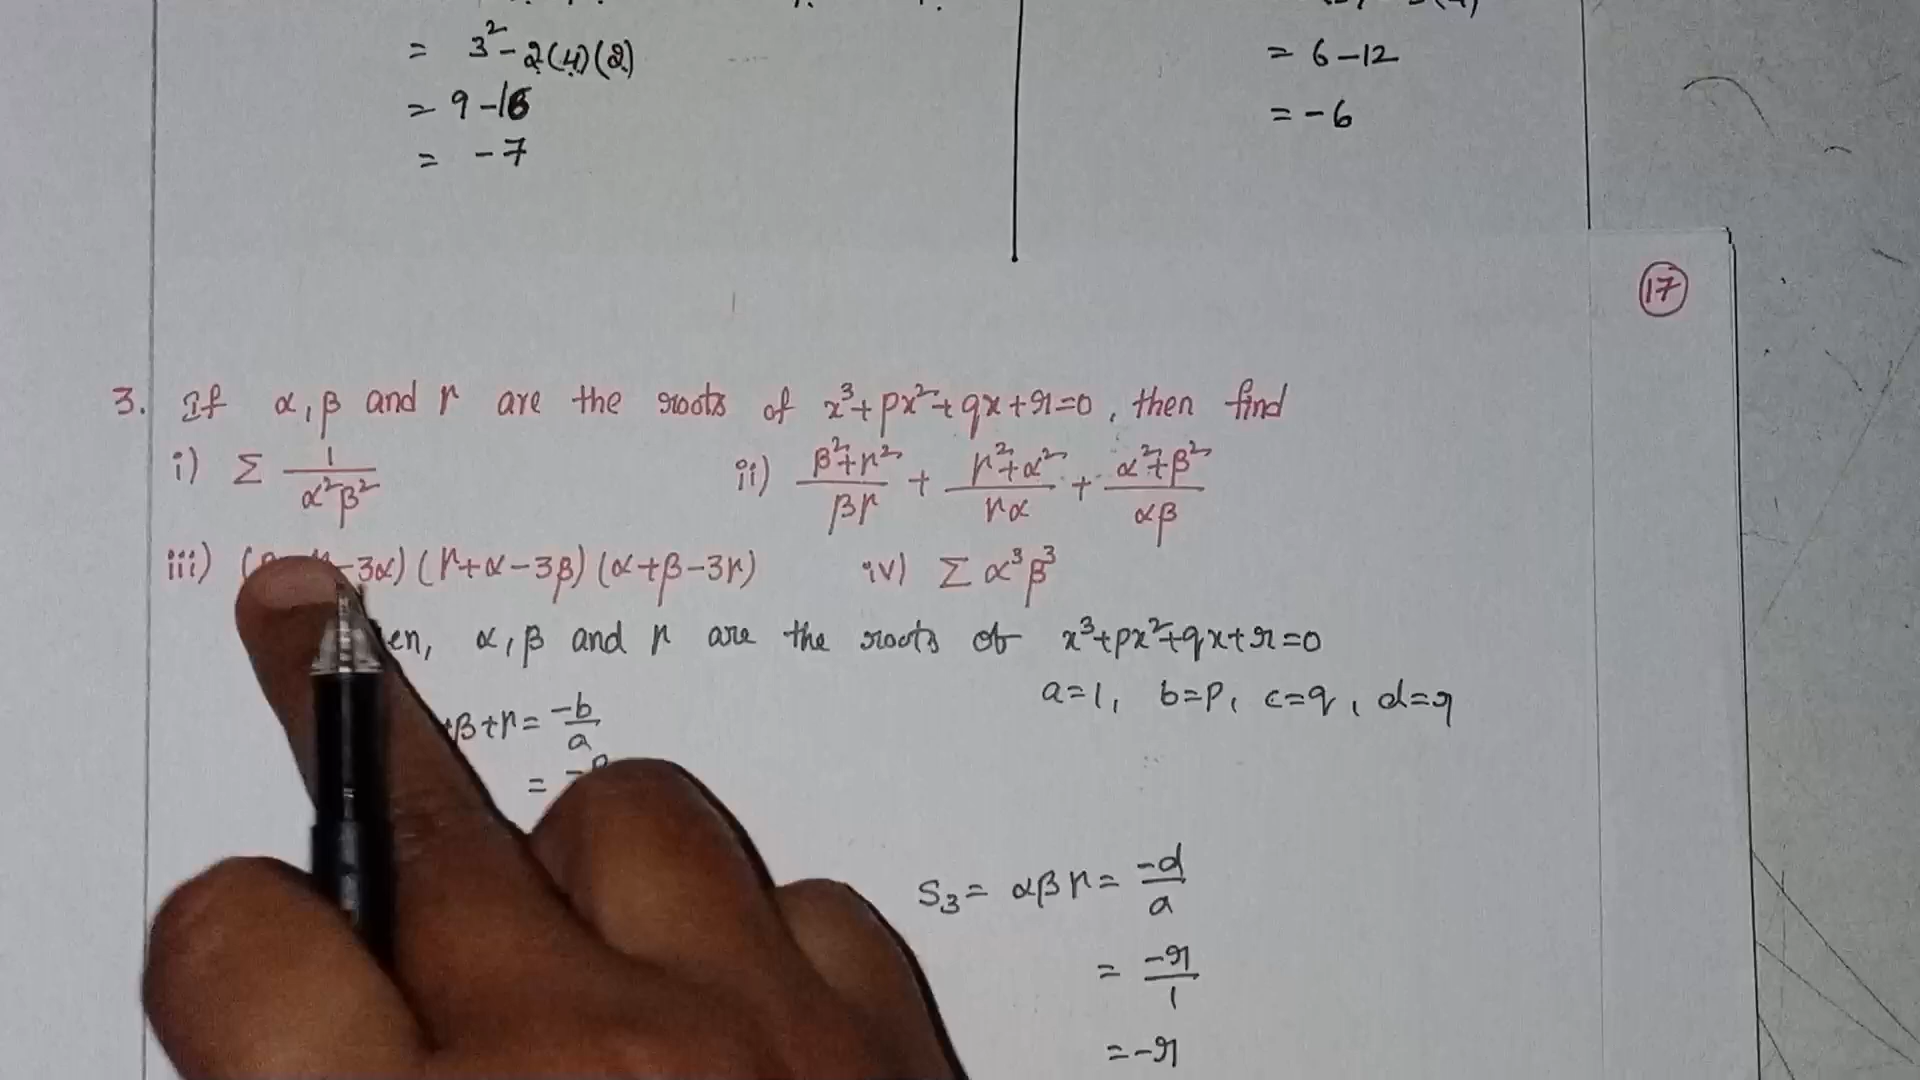 = 3² - 2(4)(2)
= 9 - 16
= - 7
= 6 - 12
= - 6
17
3. If α, β and γ are the roots of x³+px²+qx+r=0, then find
i) Σ 1/α²β² ii) β²+γ²/βγ + γ²+α²/γα + α²+β²/αβ
iii) -3α) (γ+α-3β) (α+β-3γ) iv) Σ α³β³
en, α, β and γ are the roots of x³+px²+qx+r=0
a=1, b=p, c=q, d=r
+β+γ = -b/a
=
S₃ = αβγ = -d/a
= -r/1
= -r